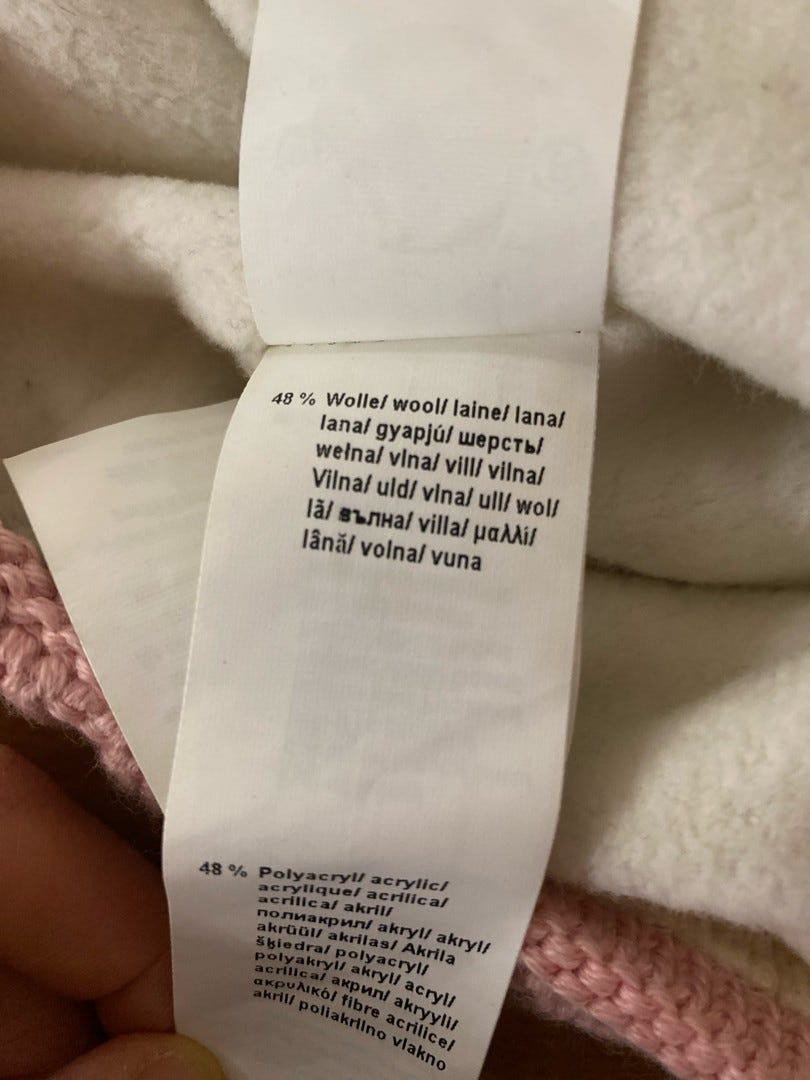 48 % Wolle/ wool/ laine/ lana/
lana/ gyapjú/ шерсть/
wełna/ vlna/ vill/ vilna/
Vilna/ uld/ vlna/ ull/ wol/
lã/ вълна/ villa/ μαλλί/
lână/ volna/ vuna
48 % Polyacryl/ acrylic/
acrylique/ acrilica/
acrilica/ akril/
полиакрил/ akryl/ akryl/
akrüül/ akrilas/ Akrila
šķiedra/ polyacryl/
polyakryl/ akryl/ acryl/
acrilica/ акрил/ akryyli/
ακρυλικό/ fibre acrilice/
akril/ poliakrilno vlakno